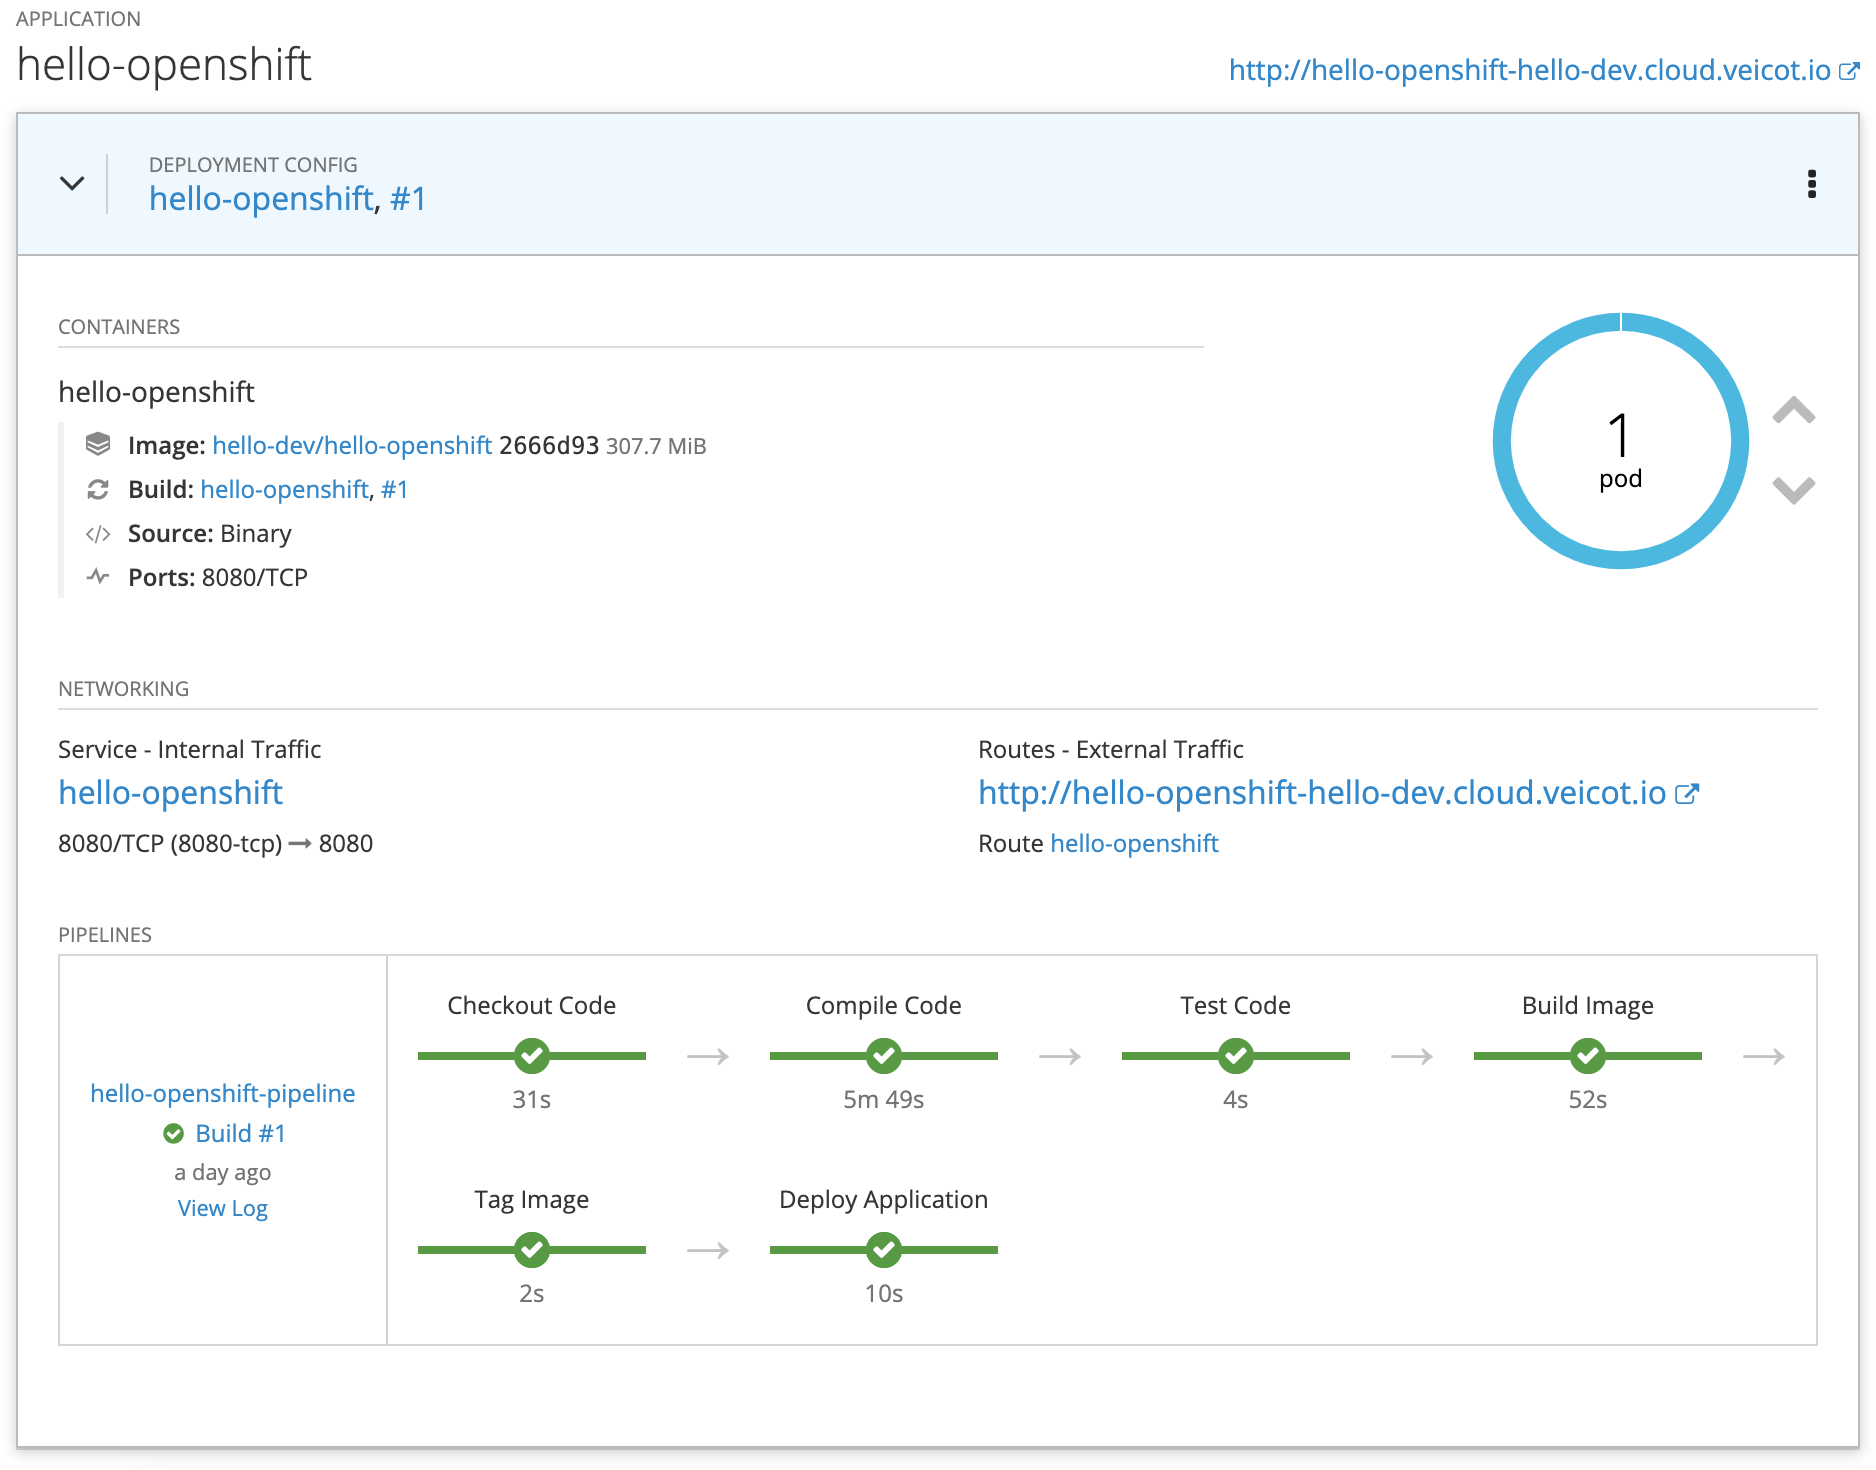 APPLICATION
hello-openshift
http://hello-openshift-hello-dev.cloud.veicot.io
DEPLOYMENT CONFIG
hello-openshift, #1
CONTAINERS
hello-openshift
Image: hello-dev/hello-openshift 2666d93 307.7 MiB
Build: hello-openshift, #1
Source: Binary
Ports: 8080/TCP
1
pod
NETWORKING
Service - Internal Traffic
hello-openshift
8080/TCP (8080-tcp) → 8080
Routes - External Traffic
http://hello-openshift-hello-dev.cloud.veicot.io
Route hello-openshift
PIPELINES
hello-openshift-pipeline
Build #1
a day ago
View Log
Checkout Code
31s
Compile Code
5m 49s
Test Code
4s
Build Image
52s
Tag Image
2s
Deploy Application
10s